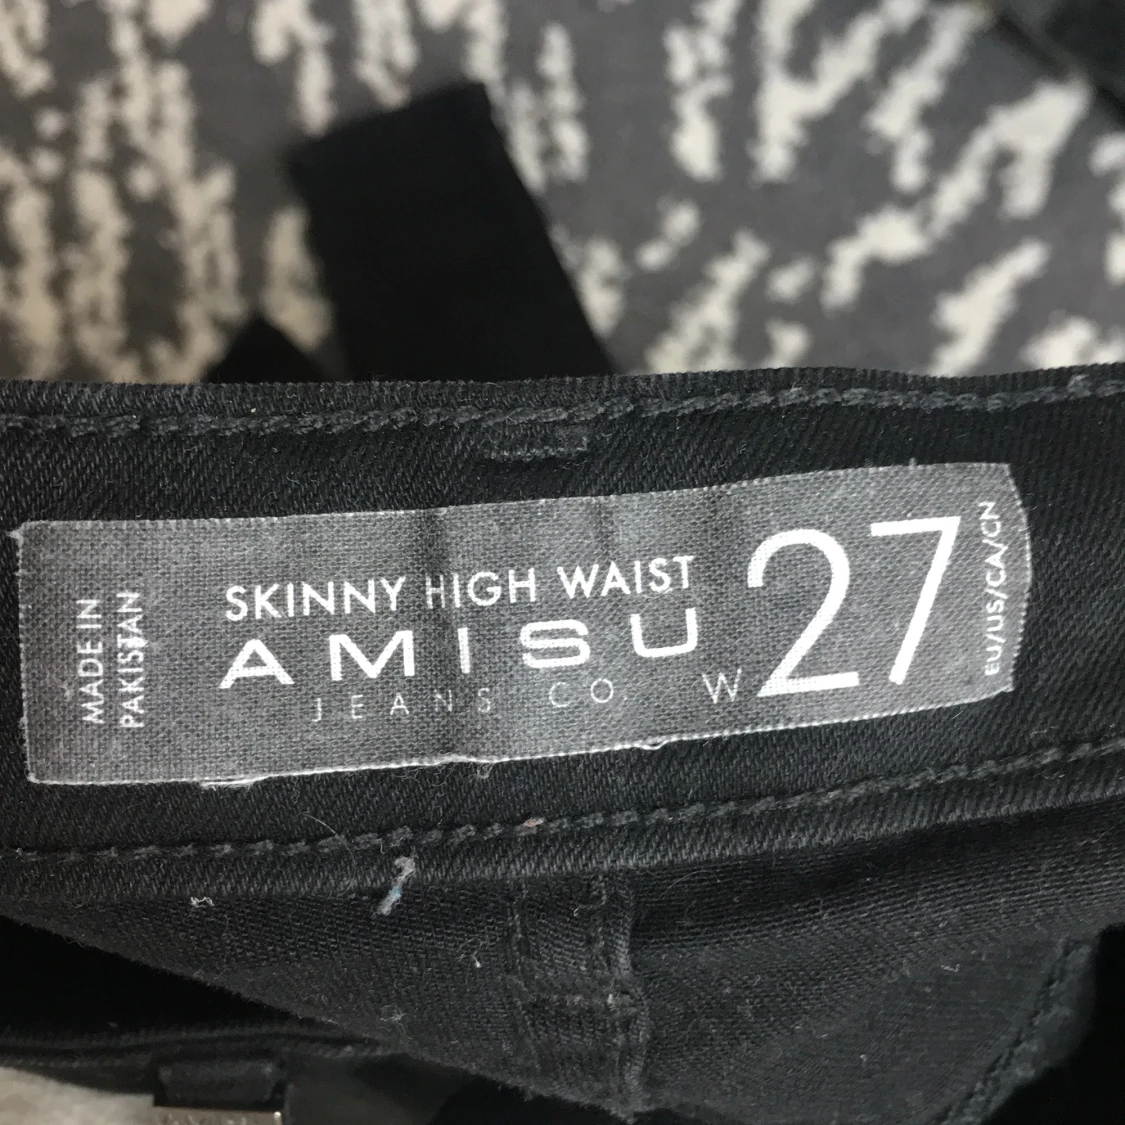 MADE IN
PAKISTAN
SKINNY HIGH WAIST
AMISU
JEANS CO.
W 27
EU/US/CA/CN